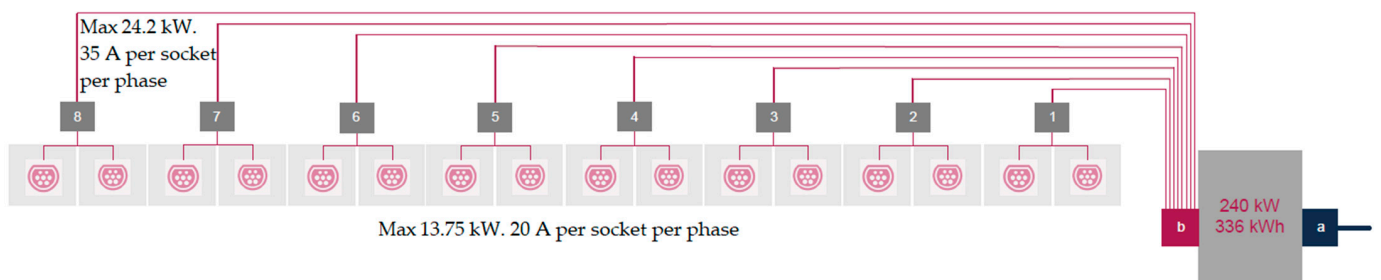 Max 24.2 kW.
35 A per socket
per phase
8
7
6
5
4
3
2
1
Max 13.75 kW. 20 A per socket per phase
240 kW
336 kWh
b
a